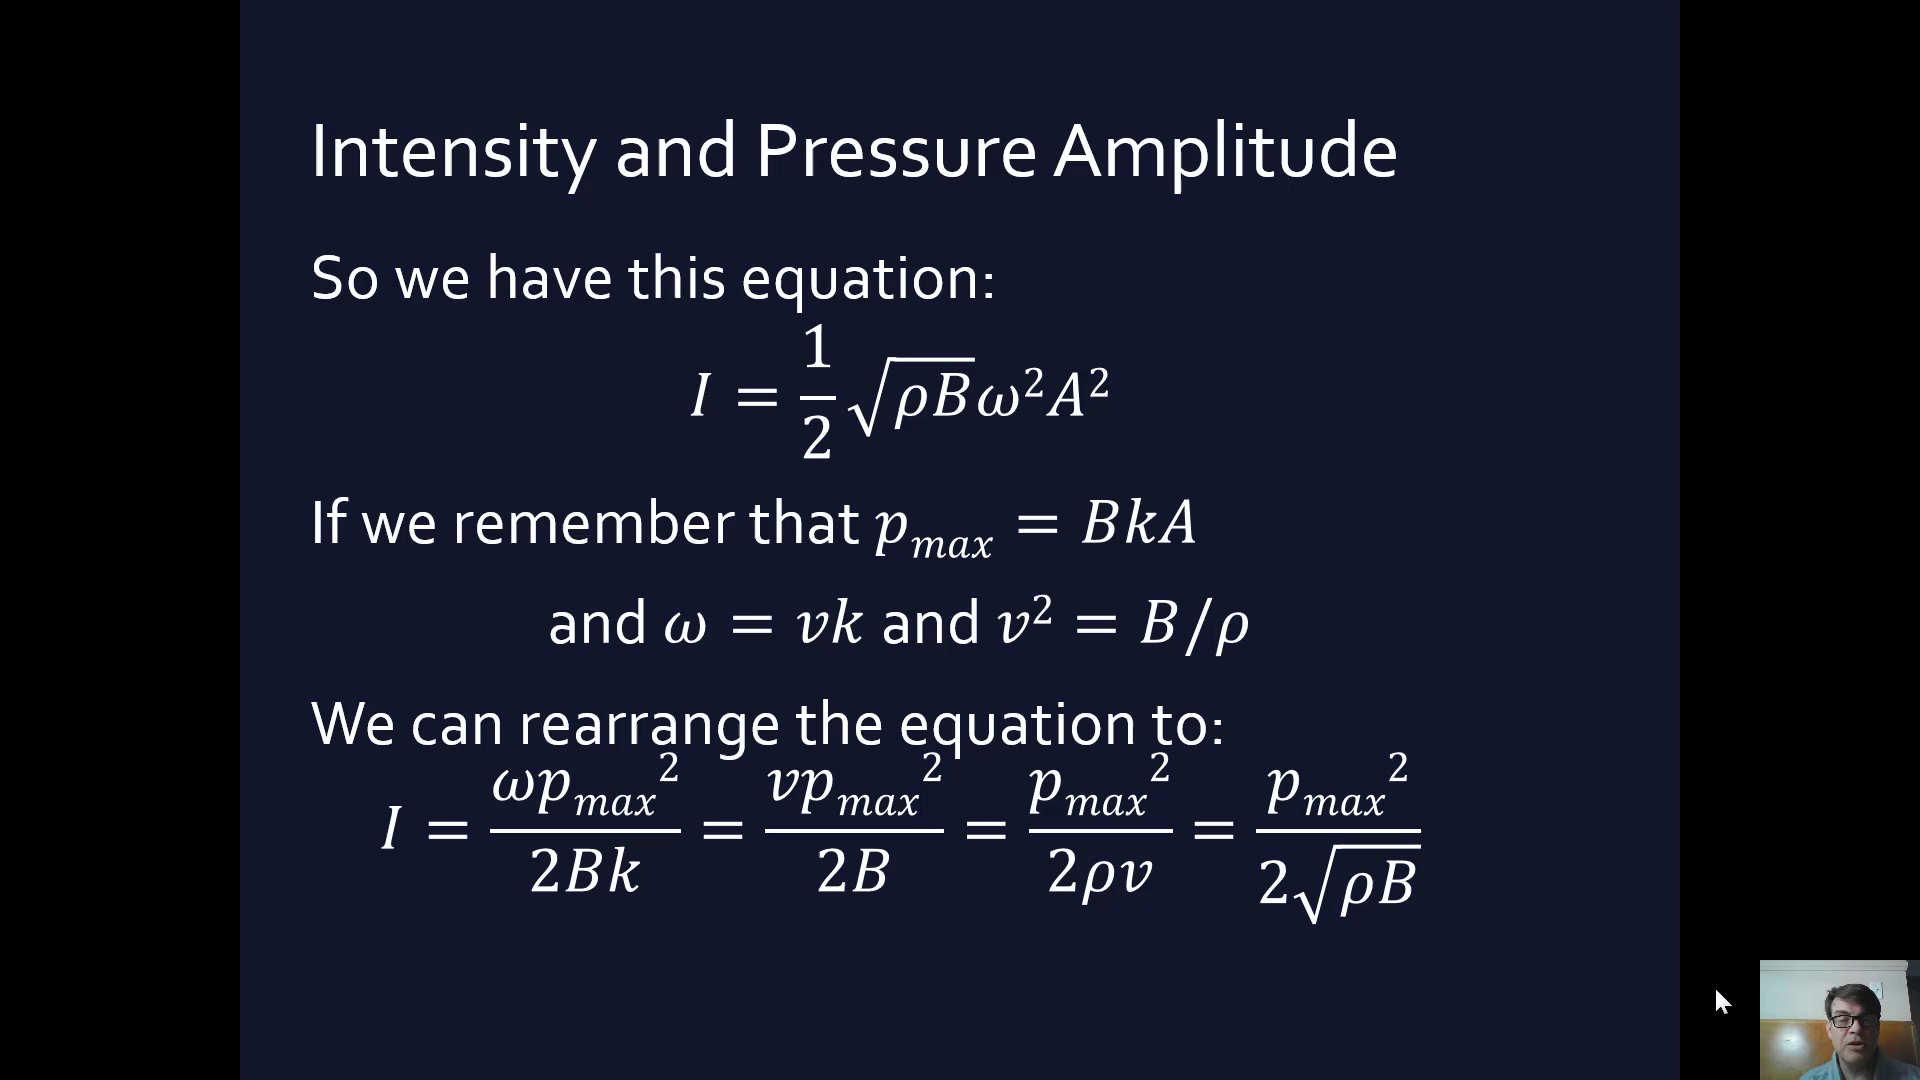 Intensity and Pressure Amplitude
So we have this equation:
I = 1/2 √(ρB) ω²A²
If we remember that p_max = BkA
and ω = vk and v² = B/ρ
We can rearrange the equation to:
I = ωp_max²/2Bk = vp_max²/2B = p_max²/2ρv = p_max²/2√(ρB)